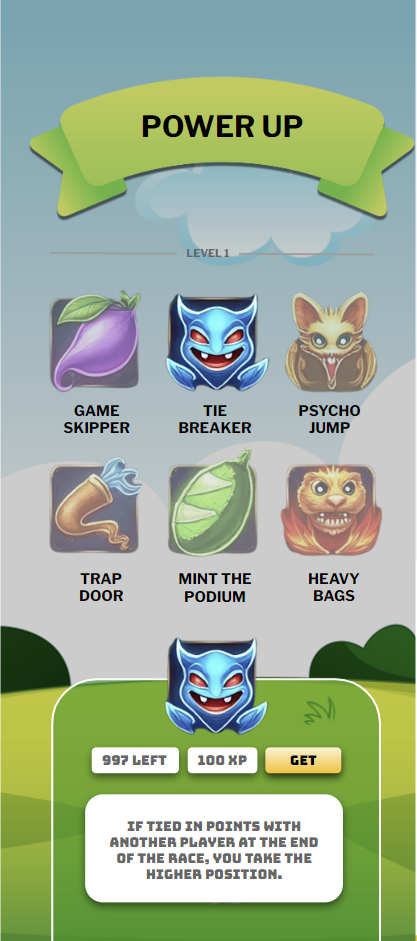 POWER UP
LEVEL 1
GAME
SKIPPER
TIE
BREAKER
PSYCHO
JUMP
TRAP
DOOR
MINT THE
PODIUM
HEAVY
BAGS
997 LEFT
100 XP
GET
IF TIED IN POINTS WITH
ANOTHER PLAYER AT THE END
OF THE RACE, YOU TAKE THE
HIGHER POSITION.